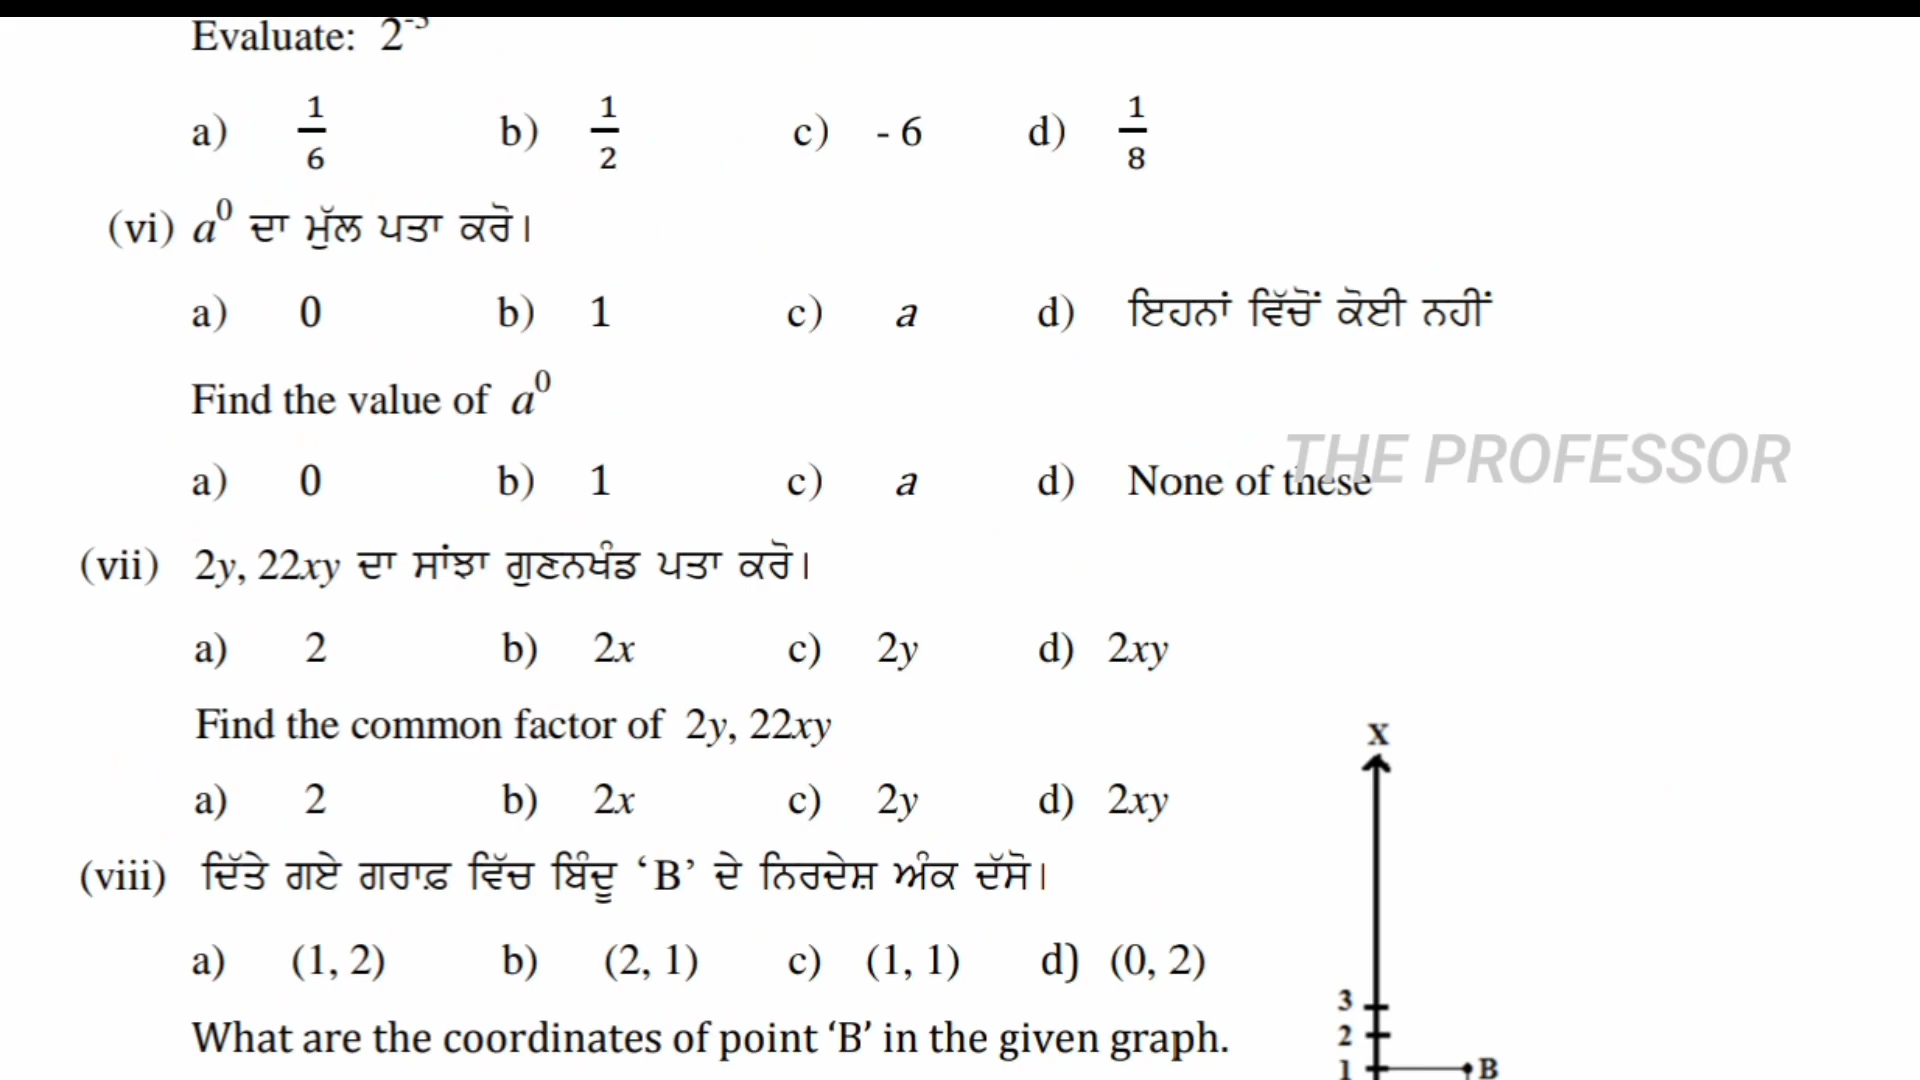 Evaluate: 2⁻³
a) 1/6 b) 1/2 c) - 6 d) 1/8
(vi) a⁰ ਦਾ ਮੁੱਲ ਪਤਾ ਕਰੋ।
a) 0 b) 1 c) a d) ਇਹਨਾਂ ਵਿੱਚੋਂ ਕੋਈ ਨਹੀਂ
Find the value of a⁰
THE PROFESSOR
a) 0 b) 1 c) a d) None of these
(vii) 2y, 22xy ਦਾ ਸਾਂਝਾ ਗੁਣਨਖੰਡ ਪਤਾ ਕਰੋ।
a) 2 b) 2x c) 2y d) 2xy
Find the common factor of 2y, 22xy
a) 2 b) 2x c) 2y d) 2xy
(viii) ਦਿੱਤੇ ਗਏ ਗਰਾਫ਼ ਵਿੱਚ ਬਿੰਦੂ ‘B’ ਦੇ ਨਿਰਦੇਸ਼ ਅੰਕ ਦੱਸੋ।
a) (1, 2) b) (2, 1) c) (1, 1) d) (0, 2)
What are the coordinates of point ‘B’ in the given graph.
X
3
2
1 B